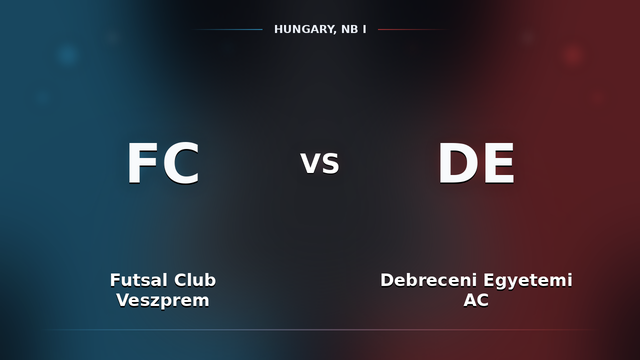 HUNGARY, NB I
FC
VS
DE
Futsal Club
Veszprem
Debreceni Egyetemi
AC